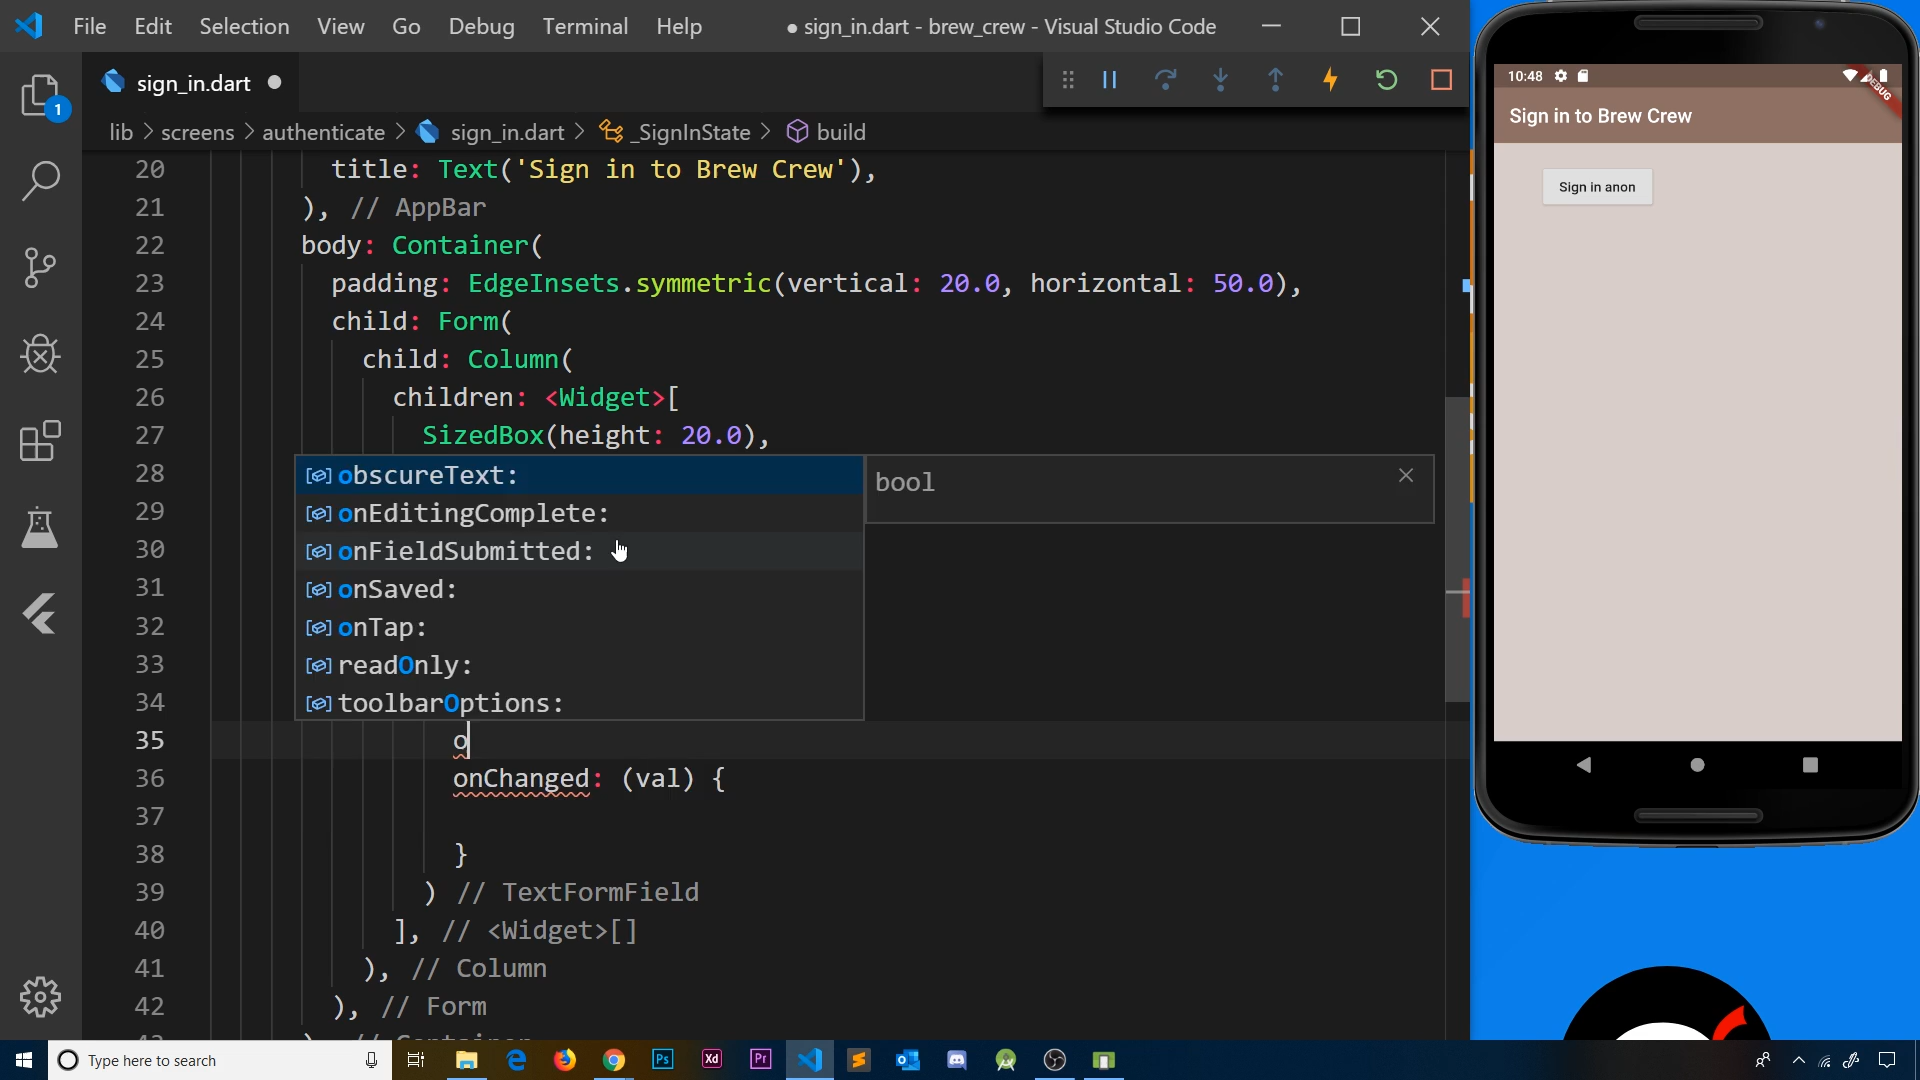 File Edit Selection View Go Debug Terminal Help
● sign_in.dart - brew_crew - Visual Studio Code
sign_in.dart
1
lib > screens > authenticate > sign_in.dart > _SignInState > build
20 title: Text('Sign in to Brew Crew'),
21 ), // AppBar
22 body: Container(
23 padding: EdgeInsets.symmetric(vertical: 20.0, horizontal: 50.0),
24 child: Form(
25 child: Column(
26 children: <Widget>[
27 SizedBox(height: 20.0),
28
29
30
31
32
33
34
obscureText:
onEditingComplete:
onFieldSubmitted:
onSaved:
onTap:
readOnly:
toolbarOptions:
bool
35 o
36 onChanged: (val) {
37
38 }
39 ) // TextFormField
40 ], // <Widget>[]
41 ), // Column
42 ), // Form
10:48
DEBUG
Sign in to Brew Crew
Sign in anon
Type here to search
Ps
Xd
Pr